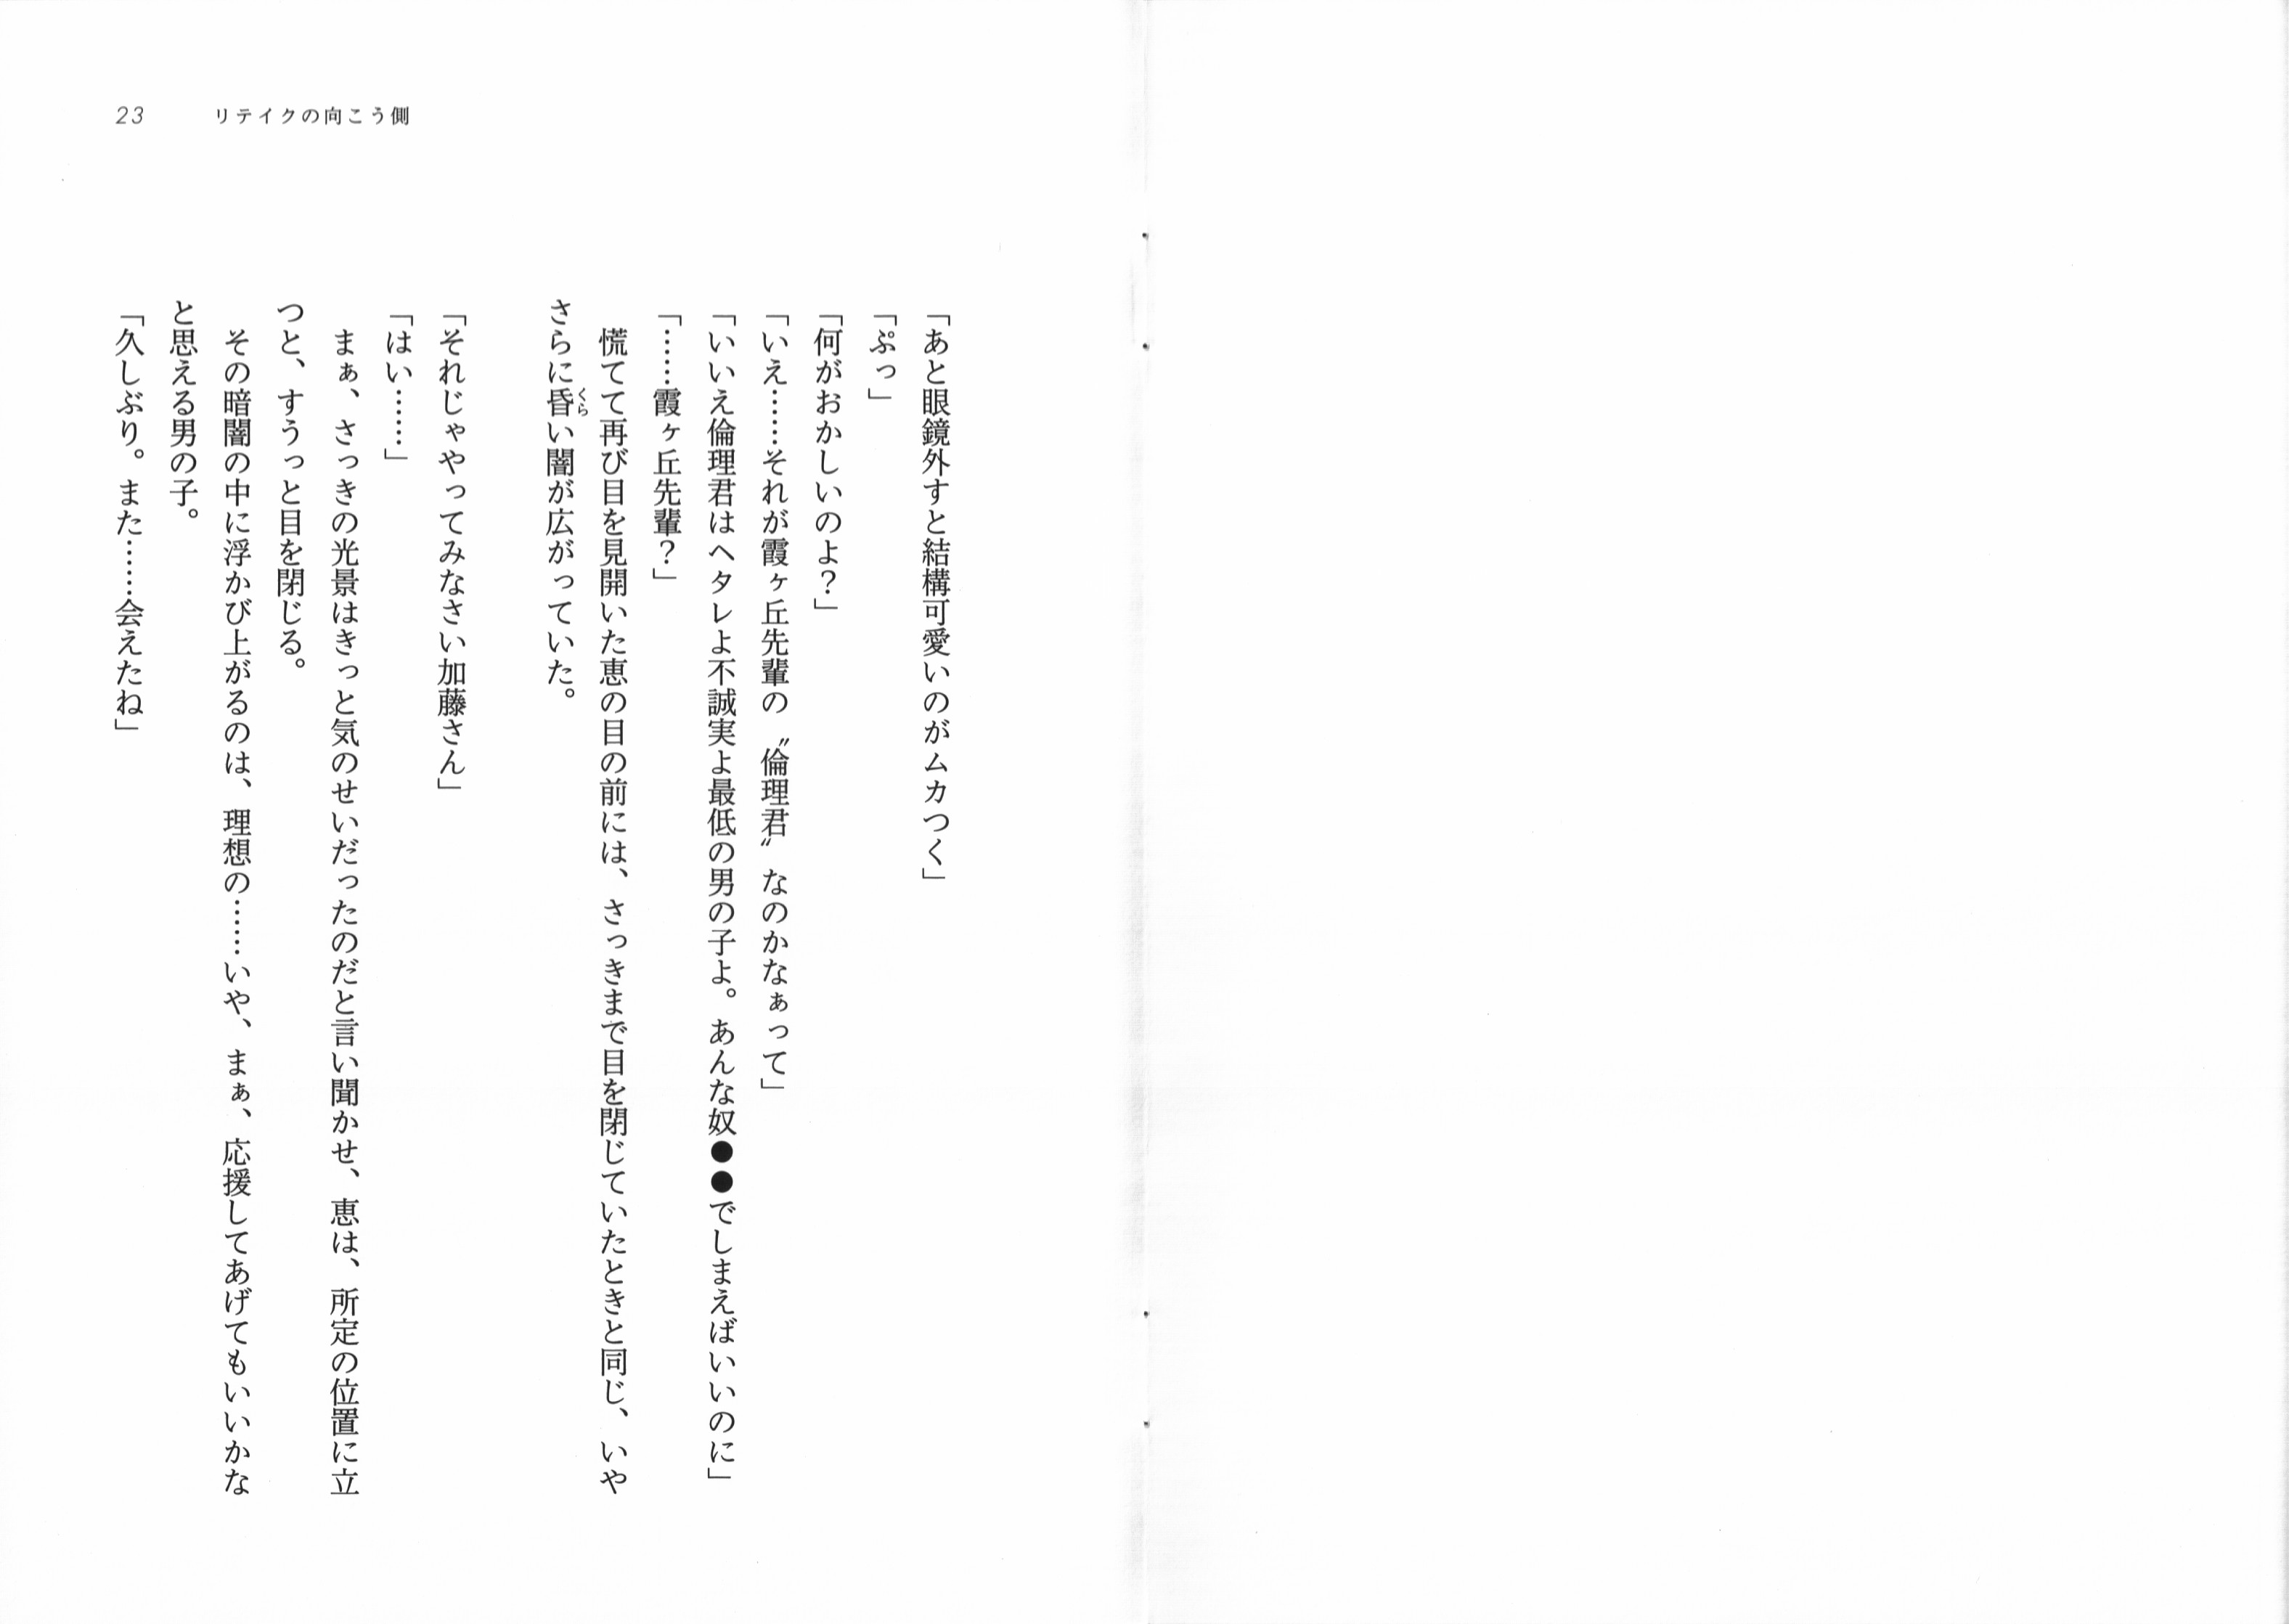 23
リテイクの向こう側
「あと眼鏡外すと結構可愛いのがムカつく」
「ぷっ」
「何がおかしいのよ？」
「いえ……それが霞ヶ丘先輩の〝倫理君〟なのかなぁって」
「いいえ倫理君はヘタレよ不誠実よ最低の男の子よ。あんな奴●●でしまえばいいのに」
「……霞ヶ丘先輩？」
　慌てて再び目を見開いた恵の目の前には、さっきまで目を閉じていたときと同じ、いや
さらに昏い闇が広がっていた。
くら
「それじゃやってみなさい加藤さん」
「はい……」
　まぁ、さっきの光景はきっと気のせいだったのだと言い聞かせ、恵は、所定の位置に立
つと、すうっと目を閉じる。
　その暗闇の中に浮かび上がるのは、理想の……いや、まぁ、応援してあげてもいいかな
と思える男の子。
「久しぶり。また……会えたね」